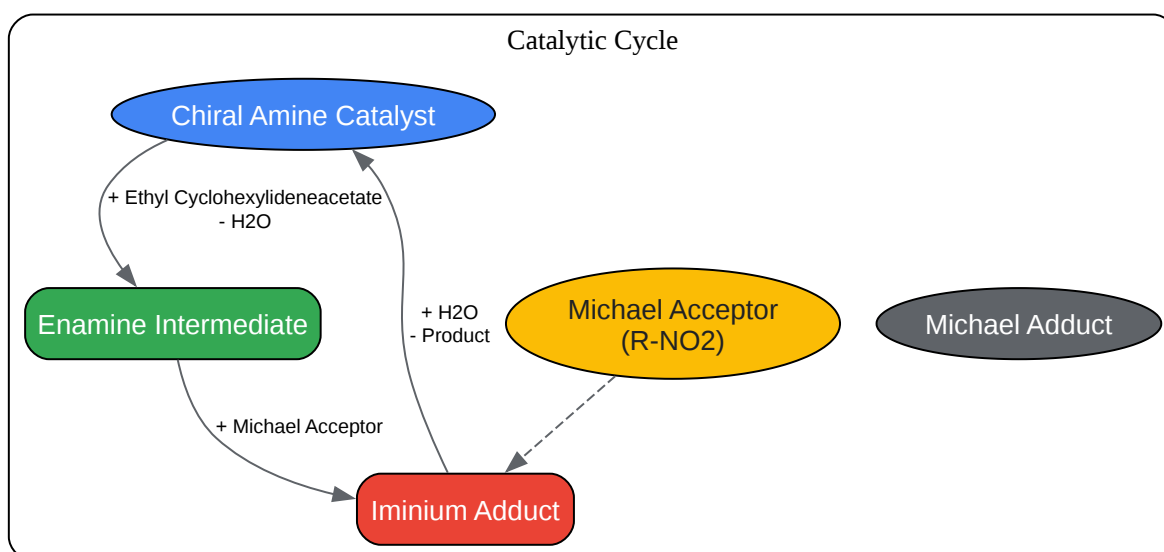 Catalytic Cycle
Chiral Amine Catalyst
+ Ethyl Cyclohexylideneacetate
- H2O
Enamine Intermediate
+ H2O
- Product
Michael Acceptor
(R-NO2)
Michael Adduct
+ Michael Acceptor
Iminium Adduct